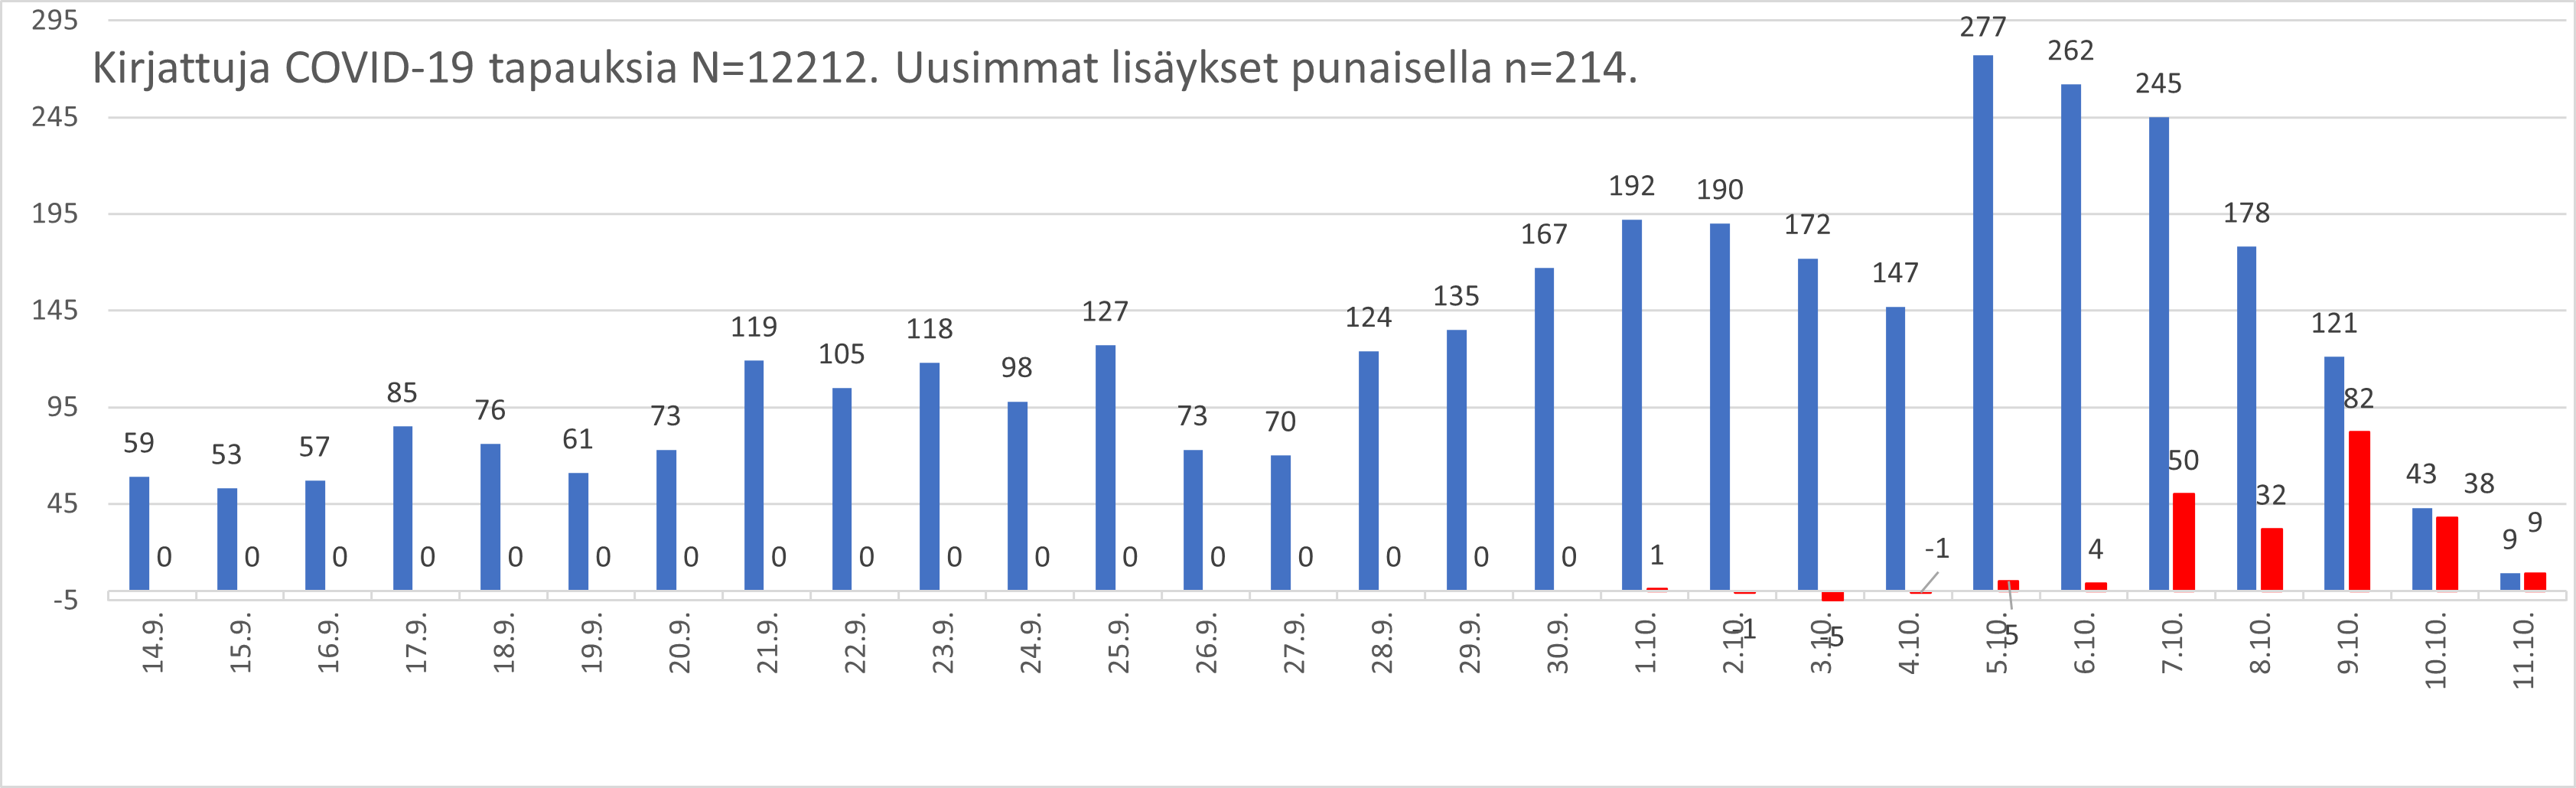 Kirjattuja COVID-19 tapauksia N=12212. Uusimmat lisäykset punaisella n=214.
295
245
195
145
95
45
-5
59 53 57 85 76 61 73 119 105 118 98 127 73 70 124 135 167 192 190 172 147 277 262 245 178 121 43 9
0 0 0 0 0 0 0 0 0 0 0 0 0 0 0 0 0 1 -1 -5 -1 5 4 50 32 82 38 9
14.9. 15.9. 16.9. 17.9. 18.9. 19.9. 20.9. 21.9. 22.9. 23.9. 24.9. 25.9. 26.9. 27.9. 28.9. 29.9. 30.9. 1.10. 2.10. 3.10. 4.10. 5.10. 6.10. 7.10. 8.10. 9.10. 10.10. 11.10.